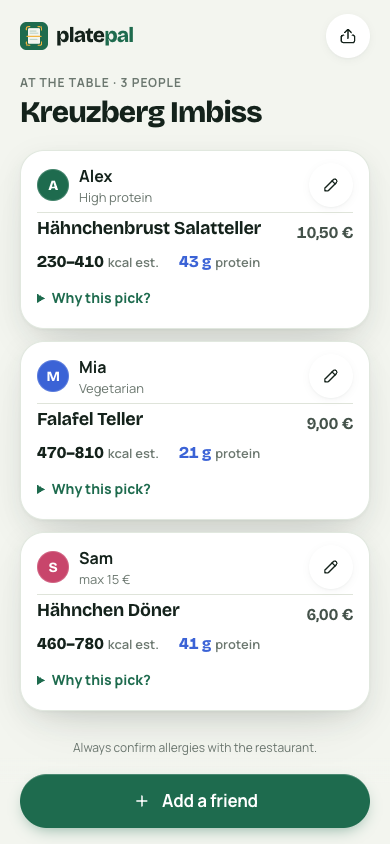 platepal
AT THE TABLE · 3 PEOPLE
Kreuzberg Imbiss
A
Alex
High protein
Hähnchenbrust Salatteller
10,50 €
230–410 kcal est. 43 g protein
Why this pick?
M
Mia
Vegetarian
Falafel Teller
9,00 €
470–810 kcal est. 21 g protein
Why this pick?
S
Sam
max 15 €
Hähnchen Döner
6,00 €
460–780 kcal est. 41 g protein
Why this pick?
Always confirm allergies with the restaurant.
+ Add a friend